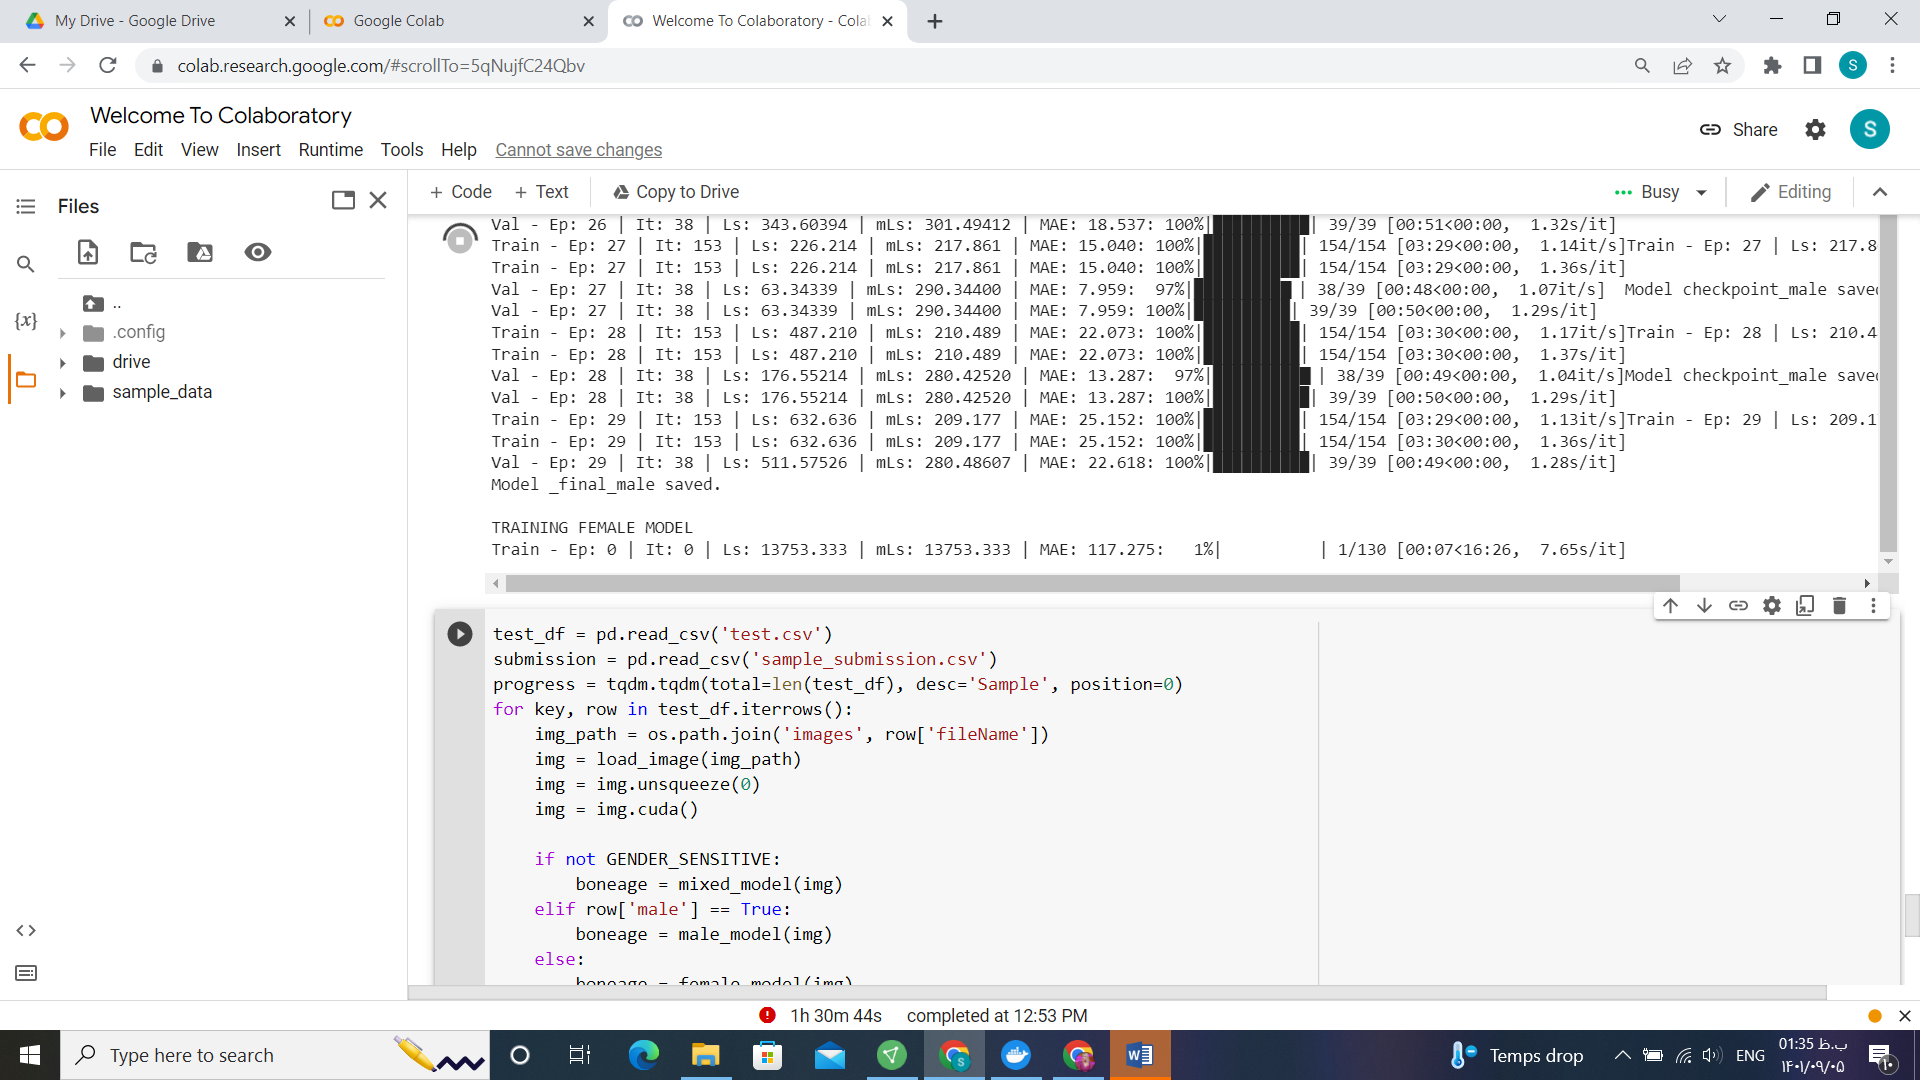 My Drive - Google Drive
Google Colab
Welcome To Colaboratory - Cola
colab.research.google.com/#scrollTo=5qNujfC24Qbv
S
Welcome To Colaboratory
File Edit View Insert Runtime Tools Help Cannot save changes
Share
S
Files
+ Code + Text Copy to Drive
Busy
Editing
..
.config
drive
sample_data
{x}
Val - Ep: 26 | It: 38 | Ls: 343.60394 | mLs: 301.49412 | MAE: 18.537: 100%|██████████| 39/39 [00:51<00:00, 1.32s/it]
Train - Ep: 27 | It: 153 | Ls: 226.214 | mLs: 217.861 | MAE: 15.040: 100%|██████████| 154/154 [03:29<00:00, 1.14it/s]Train - Ep: 27 | Ls: 217.8
Train - Ep: 27 | It: 153 | Ls: 226.214 | mLs: 217.861 | MAE: 15.040: 100%|██████████| 154/154 [03:29<00:00, 1.36s/it]
Val - Ep: 27 | It: 38 | Ls: 63.34339 | mLs: 290.34400 | MAE: 7.959: 97%|██████████ | 38/39 [00:48<00:00, 1.07it/s] Model checkpoint_male saved
Val - Ep: 27 | It: 38 | Ls: 63.34339 | mLs: 290.34400 | MAE: 7.959: 100%|██████████| 39/39 [00:50<00:00, 1.29s/it]
Train - Ep: 28 | It: 153 | Ls: 487.210 | mLs: 210.489 | MAE: 22.073: 100%|██████████| 154/154 [03:30<00:00, 1.17it/s]Train - Ep: 28 | Ls: 210.4
Train - Ep: 28 | It: 153 | Ls: 487.210 | mLs: 210.489 | MAE: 22.073: 100%|██████████| 154/154 [03:30<00:00, 1.37s/it]
Val - Ep: 28 | It: 38 | Ls: 176.55214 | mLs: 280.42520 | MAE: 13.287: 97%|██████████ | 38/39 [00:49<00:00, 1.04it/s]Model checkpoint_male saved
Val - Ep: 28 | It: 38 | Ls: 176.55214 | mLs: 280.42520 | MAE: 13.287: 100%|██████████| 39/39 [00:50<00:00, 1.29s/it]
Train - Ep: 29 | It: 153 | Ls: 632.636 | mLs: 209.177 | MAE: 25.152: 100%|██████████| 154/154 [03:29<00:00, 1.13it/s]Train - Ep: 29 | Ls: 209.1
Train - Ep: 29 | It: 153 | Ls: 632.636 | mLs: 209.177 | MAE: 25.152: 100%|██████████| 154/154 [03:30<00:00, 1.36s/it]
Val - Ep: 29 | It: 38 | Ls: 511.57526 | mLs: 280.48607 | MAE: 22.618: 100%|██████████| 39/39 [00:49<00:00, 1.28s/it]
Model _final_male saved.
TRAINING FEMALE MODEL
Train - Ep: 0 | It: 0 | Ls: 13753.333 | mLs: 13753.333 | MAE: 117.275: 1%| | 1/130 [00:07<16:26, 7.65s/it]
test_df = pd.read_csv('test.csv')
submission = pd.read_csv('sample_submission.csv')
progress = tqdm.tqdm(total=len(test_df), desc='Sample', position=0)
for key, row in test_df.iterrows():
img_path = os.path.join('images', row['fileName'])
img = load_image(img_path)
img = img.unsqueeze(0)
img = img.cuda()
if not GENDER_SENSITIVE:
boneage = mixed_model(img)
elif row['male'] == True:
boneage = male_model(img)
else:
boneage = female_model(img)
1h 30m 44s completed at 12:53 PM
Type here to search
Temps drop
ENG
01:35 ب.ظ
۱۴۰۱/۰۹/۰۵